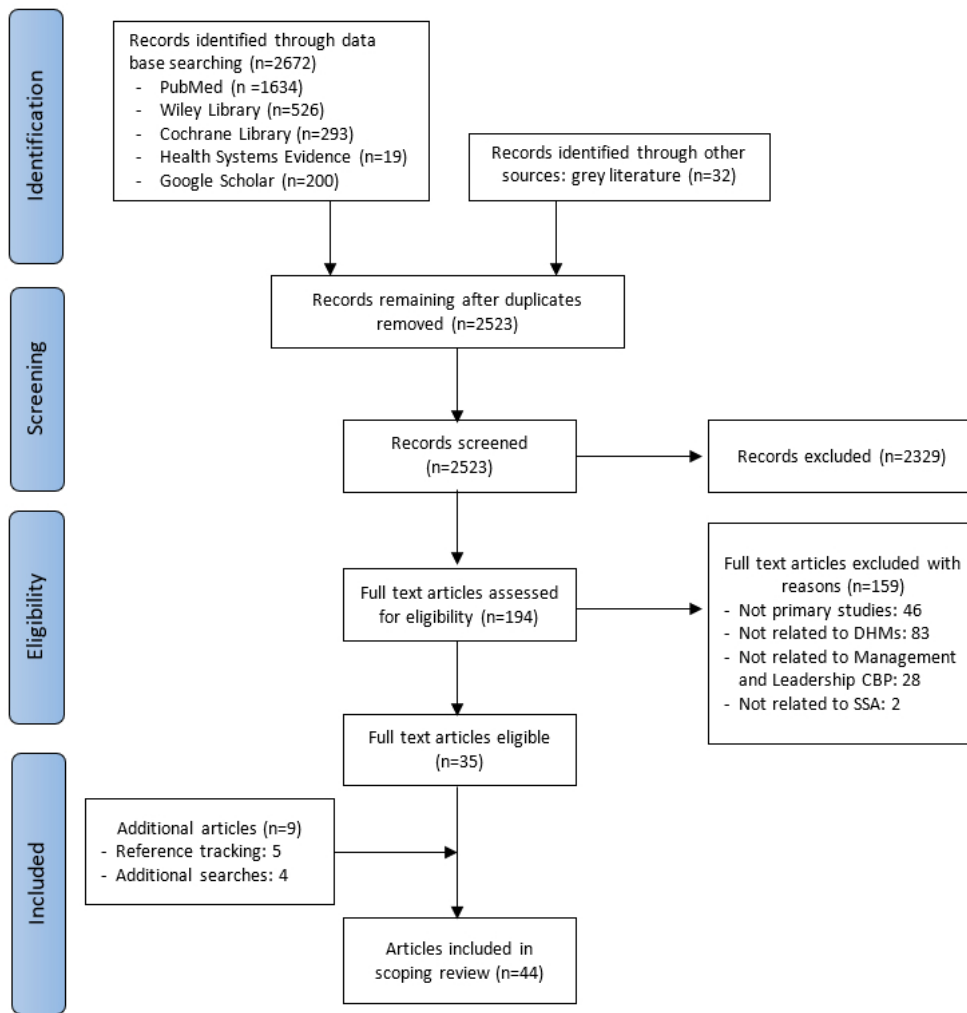 Identification
Records identified through data
base searching (n=2672)
- PubMed (n =1634)
- Wiley Library (n=526)
- Cochrane Library (n=293)
- Health Systems Evidence (n=19)
- Google Scholar (n=200)
Records identified through other
sources: grey literature (n=32)
Screening
Records remaining after duplicates
removed (n=2523)
Records screened
(n=2523)
Records excluded (n=2329)
Eligibility
Full text articles assessed
for eligibility (n=194)
Full text articles excluded with
reasons (n=159)
- Not primary studies: 46
- Not related to DHMs: 83
- Not related to Management
and Leadership CBP: 28
- Not related to SSA: 2
Full text articles eligible
(n=35)
Included
Additional articles (n=9)
- Reference tracking: 5
- Additional searches: 4
Articles included in
scoping review (n=44)